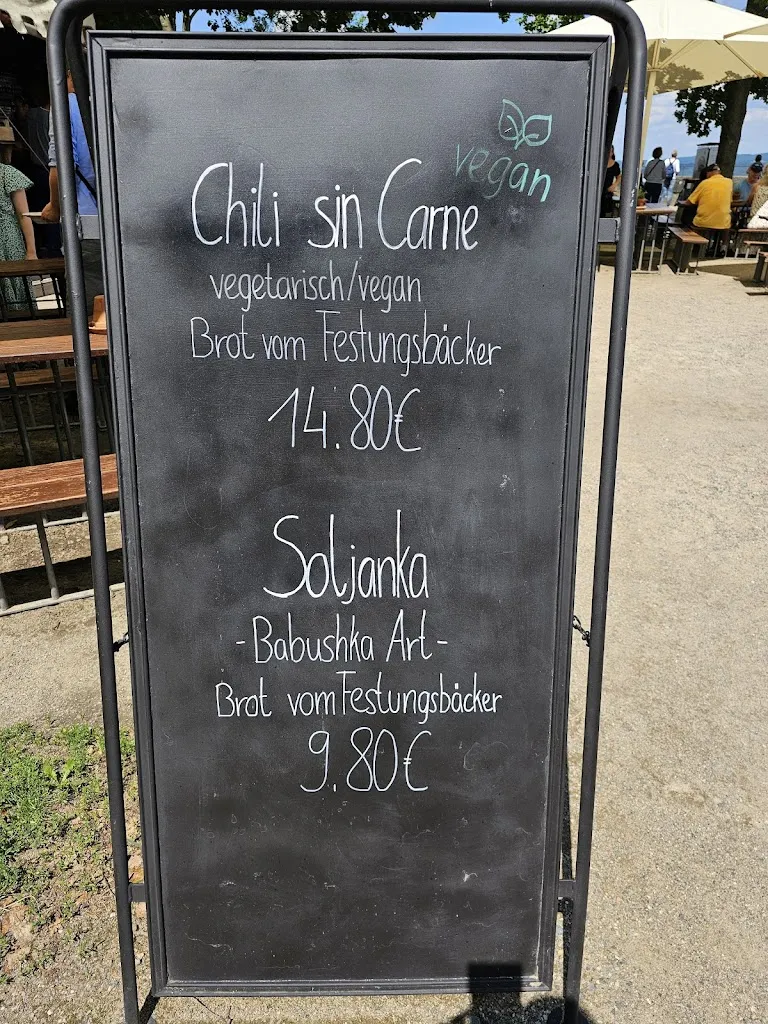 vegan
Chili sin Carne
vegetarisch/vegan
Brot vom Festungsbäcker
14.80€
Soljanka
-Babushka Art-
Brot vom Festungsbäcker
9.80€